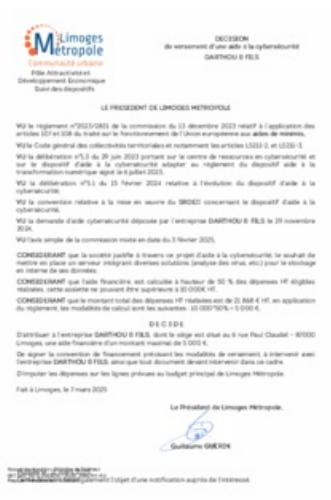 Limoges
Métropole
Communauté urbaine
Pôle Attractivité et
Développement Economique
Suivi des dispositifs
DECISION
de versement d'une aide à la cybersécurité
DARTHOU & FILS
LE PRESIDENT DE LIMOGES METROPOLE
VU le règlement n°2023/2831 de la commission du 13 décembre 2023 relatif à l'application des
articles 107 et 108 du traité sur le fonctionnement de l'Union européenne aux aides de minimis,
VU le Code général des collectivités territoriales et notamment les articles L5211-2, et L5211-3,
VU la délibération n°5.3 du 29 juin 2023 portant sur le centre de ressources en cybersécurité et
sur le dispositif d'aide à la cybersécurité adapter au règlement du dispositif aide à la
transformation numérique signé le 6 juillet 2023,
VU la délibération n°5.1 du 15 février 2024 relative à l'évolution du dispositif d'aide à la
cybersécurité,
VU la convention relative à la mise en œuvre du SRDEII concernant le dispositif d'aide à la
cybersécurité,
VU la demande d'aide cybersécurité déposée par l'entreprise DARTHOU & FILS le 29 novembre
2024,
VU l'avis simple de la commission mixte en date du 3 février 2025,
CONSIDERANT que la société justifie à travers ce projet d'aide à la cybersécurité, le souhait de
mettre en place un serveur intégrant diverses solutions (analyse des virus, etc.) pour le stockage
en interne de ses données,
CONSIDERANT que l'aide financière, est calculée à hauteur de 50 % des dépenses HT éligibles
réalisées, cette assiette ne pouvant être supérieure à 10 000€ HT,
CONSIDERANT que le montant total des dépenses HT réalisées est de 21 868 € HT, en application
du règlement, les modalités de calcul sont les suivantes : 10 000*50% = 5 000 €,
DECIDE
D'attribuer à l'entreprise DARTHOU & FILS, dont le siège est situé au 6 rue Paul Claudel - 87000
Limoges, une aide financière d'un montant maximal de 5 000 €.
De signer la convention de financement précisant les modalités de versement, à intervenir avec
l'entreprise DARTHOU & FILS, ainsi que tout document devant intervenir dans ce cadre.
D'imputer les dépenses sur les lignes prévues au budget principal de Limoges Métropole.
Fait à Limoges, le 7 mars 2025
Le Président de Limoges Métropole,
Guillaume GUERIN
également l'objet d'une notification auprès de l'intéressé